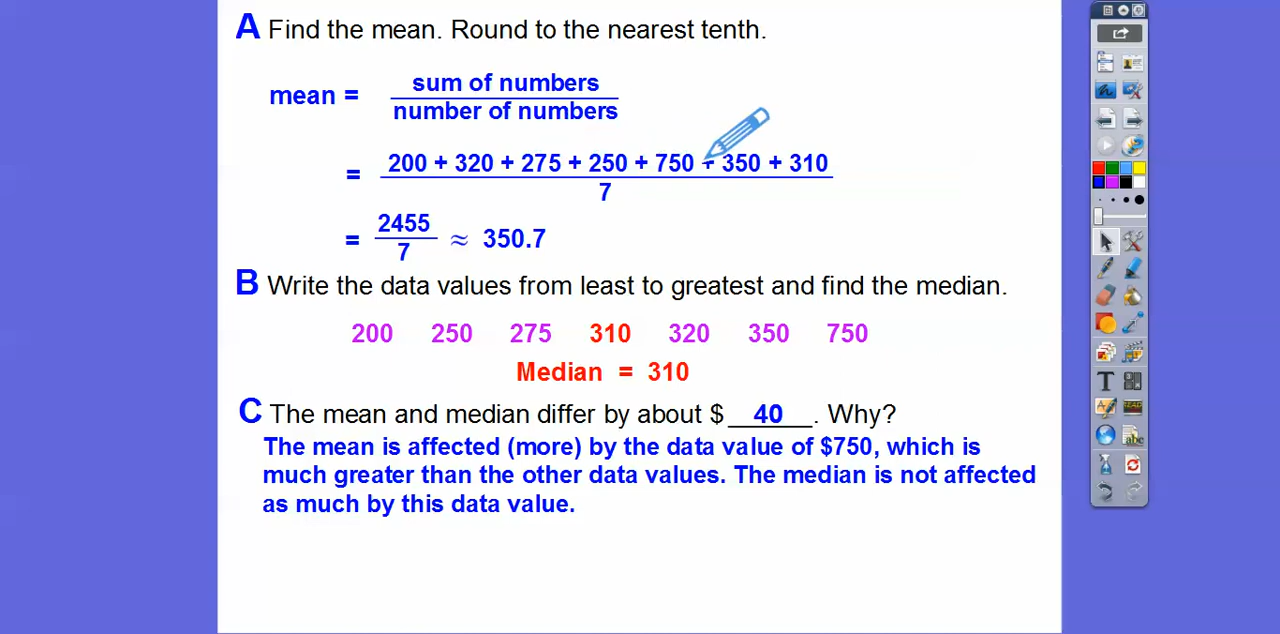 A Find the mean. Round to the nearest tenth.
mean = sum of numbers
number of numbers
= 200 + 320 + 275 + 250 + 750 + 350 + 310
7
= 2455
7 ≈ 350.7
B Write the data values from least to greatest and find the median.
200 250 275 310 320 350 750
Median = 310
C The mean and median differ by about $ 40 . Why?
The mean is affected (more) by the data value of $750, which is
much greater than the other data values. The median is not affected
as much by this data value.